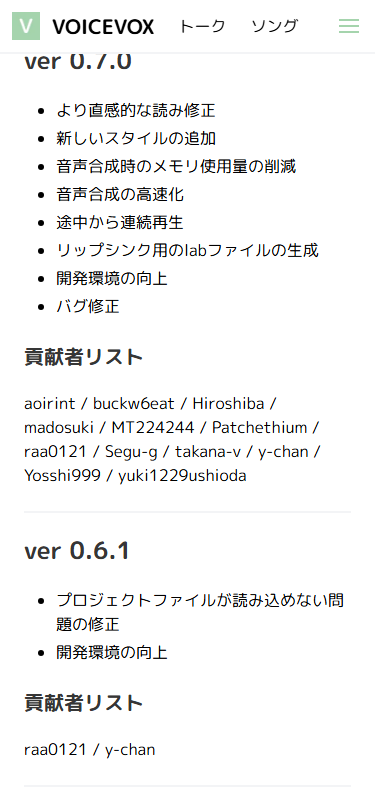 V VOICEVOX トーク ソング
ver 0.7.0
より直感的な読み修正
新しいスタイルの追加
音声合成時のメモリ使用量の削減
音声合成の高速化
途中から連続再生
リップシンク用のlabファイルの生成
開発環境の向上
バグ修正
貢献者リスト
aoirint / buckw6eat / Hiroshiba /
madosuki / MT224244 / Patchethium /
raa0121 / Segu-g / takana-v / y-chan /
Yosshi999 / yuki1229ushioda
ver 0.6.1
プロジェクトファイルが読み込めない問
題の修正
開発環境の向上
貢献者リスト
raa0121 / y-chan